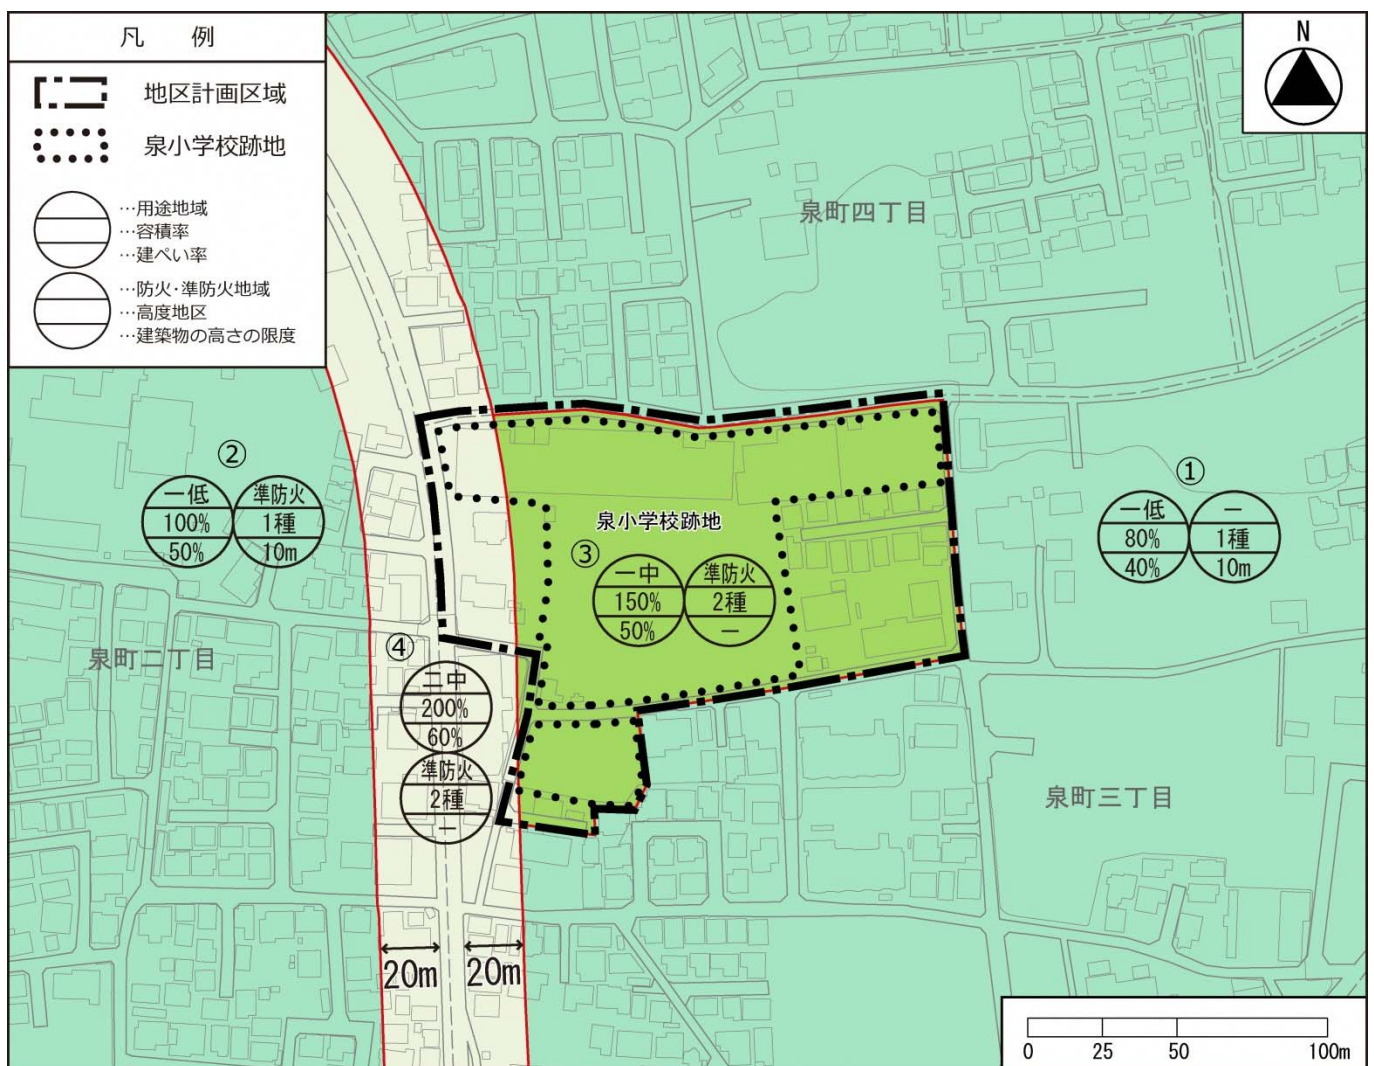 凡 例
地区計画区域
泉小学校跡地
…用途地域
…容積率
…建ぺい率
…防火・準防火地域
…高度地区
…建築物の高さの限度
N
泉町四丁目
②
一低
100%
50%
準防火
1種
10m
①
一低
80%
40%
－
1種
10m
泉小学校跡地
③
一中
150%
50%
準防火
2種
－
泉町二丁目
④
二中
200%
60%
準防火
2種
－
泉町三丁目
20m 20m
0 25 50 100m